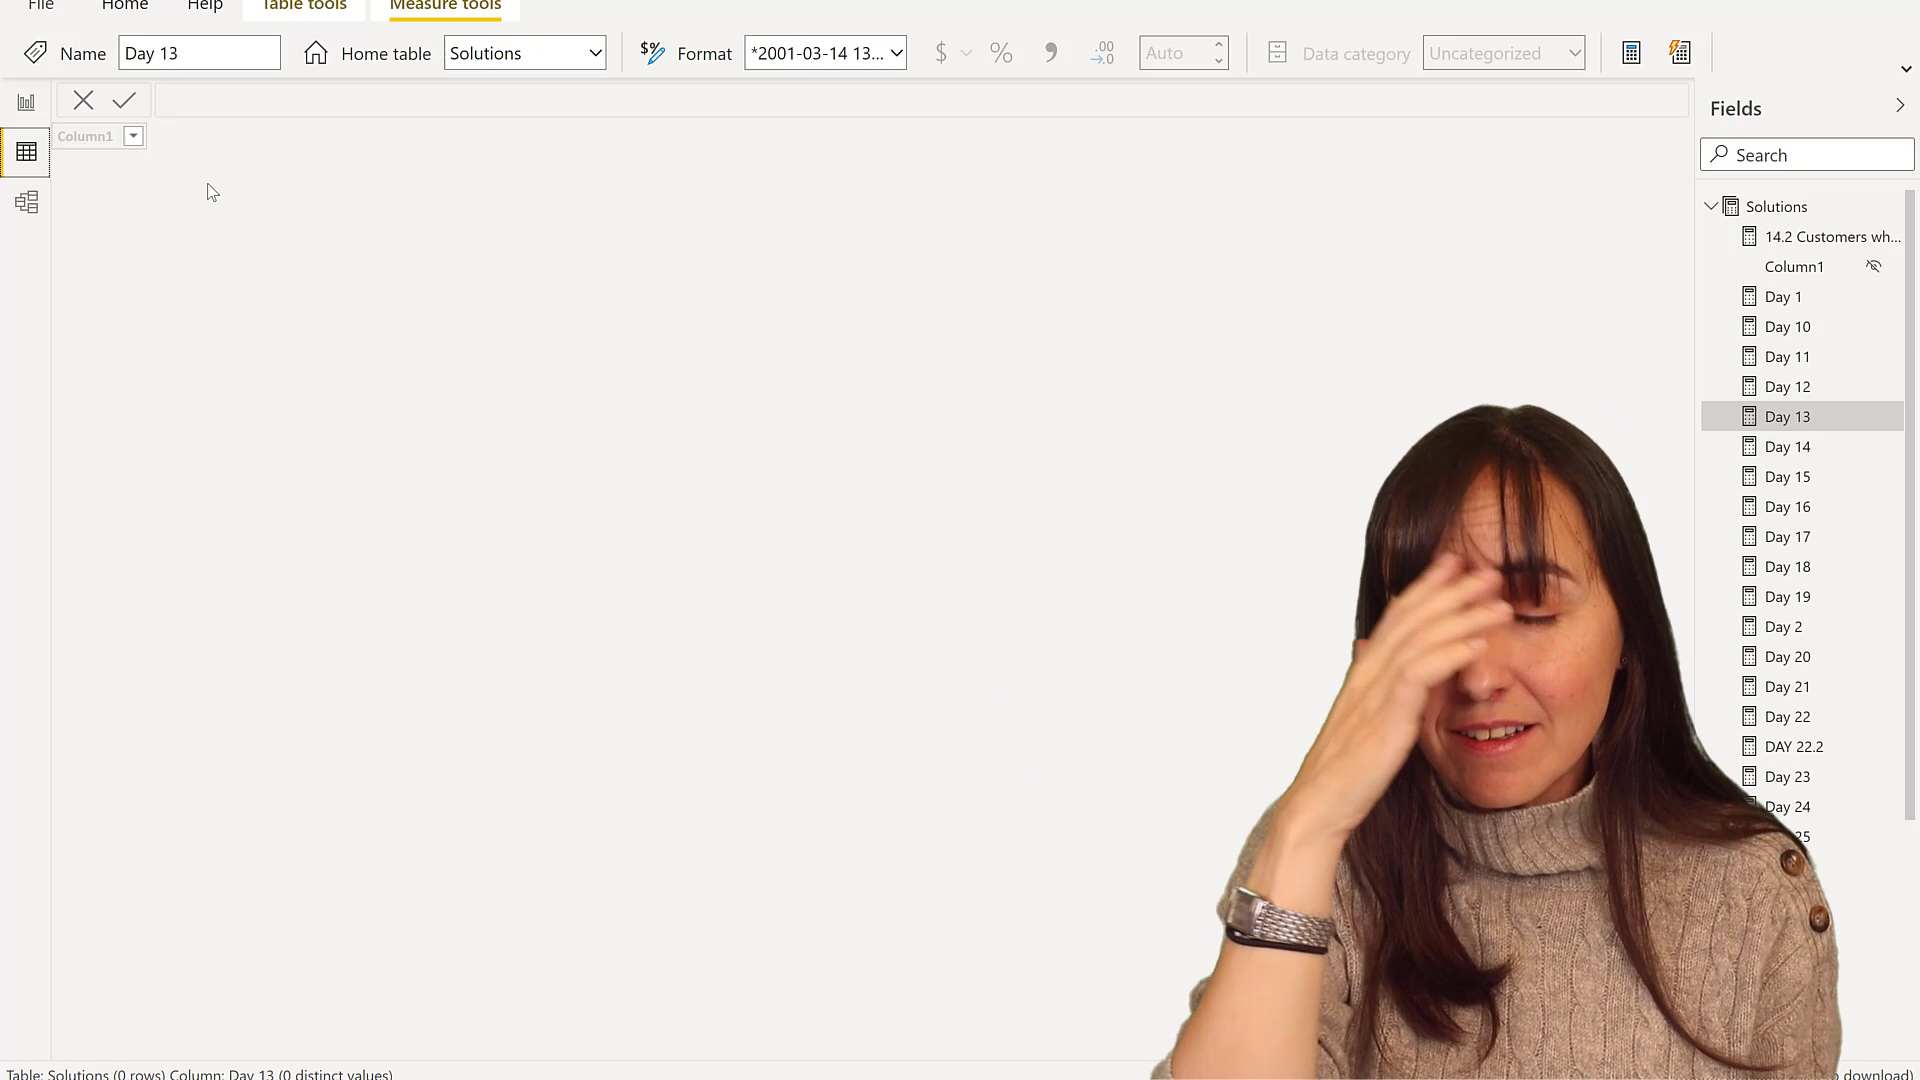 File Home Help Table tools Measure tools
Name Day 13 Home table Solutions Format *2001-03-14 13... $ % .00 Auto Data category Uncategorized
Fields
Column1
Search
Solutions
14.2 Customers wh...
Column1
Day 1
Day 10
Day 11
Day 12
Day 13
Day 14
Day 15
Day 16
Day 17
Day 18
Day 19
Day 2
Day 20
Day 21
Day 22
DAY 22.2
Day 23
Day 24
25
Table: Solutions (0 rows) Column: Day 13 (0 distinct values)
download)